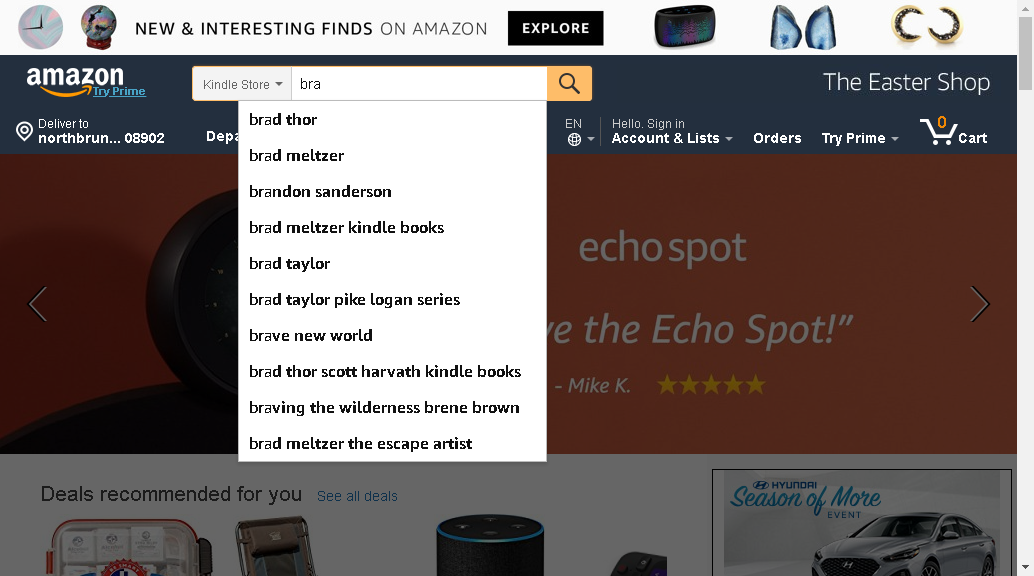 NEW & INTERESTING FINDS ON AMAZON
EXPLORE
amazon
Try Prime
Kindle Store
bra
The Easter Shop
Deliver to
northbrun... 08902
Depa
EN
Hello. Sign in
Account & Lists
Orders
Try Prime
0
Cart
brad thor
brad meltzer
brandon sanderson
brad meltzer kindle books
brad taylor
brad taylor pike logan series
brave new world
brad thor scott harvath kindle books
braving the wilderness brene brown
brad meltzer the escape artist
echo spot
ve the Echo Spot!”
- Mike K.
Deals recommended for you
See all deals
HYUNDAI
Season of More
EVENT